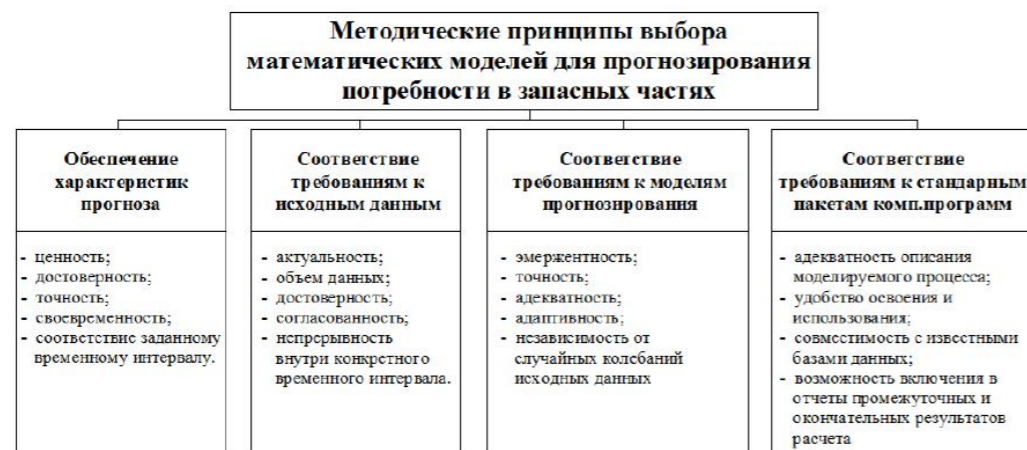 Методические принципы выбора
математических моделей для прогнозирования
потребности в запасных частях
Обеспечение
характеристик
прогноза
- ценность;
- достоверность;
- точность;
- своевременность;
- соответствие заданному
временному интервалу.
Соответствие
требованиям к
исходным данным
- актуальность;
- объем данных;
- достоверность;
- согласованность;
- непрерывность
внутри конкретного
временного интервала.
Соответствие
требованиям к моделям
прогнозирования
- эмержентность;
- точность;
- адекватность;
- адаптивность;
- независимость от
случайных колебаний
исходных данных
Соответствие
требованиям к стандарным
пакетам комп.программ
- адекватность описания
моделируемого процесса;
- удобство освоения и
использования;
- совместимость с известными
базами данных;
- возможность включения в
отчеты промежуточных и
окончательных результатов
расчета